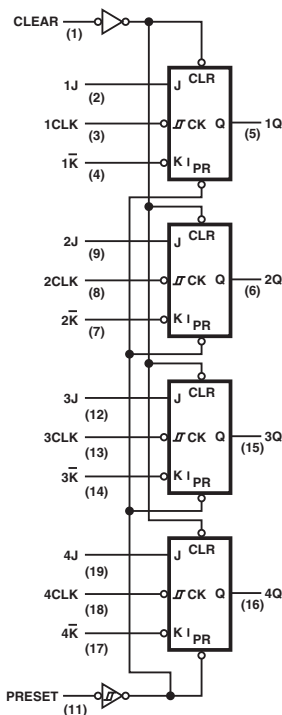 CLEAR
(1)
CLR
1J
(2)
J
1CLK
(3)
CK
Q
1Q
(5)
1K̅
(4)
K
PR
CLR
2J
(9)
J
2CLK
(8)
CK
Q
2Q
(6)
2K̅
(7)
K
PR
CLR
3J
(12)
J
3CLK
(13)
CK
Q
3Q
(15)
3K̅
(14)
K
PR
CLR
4J
(19)
J
4CLK
(18)
CK
Q
4Q
(16)
4K̅
(17)
K
PR
PRESET
(11)